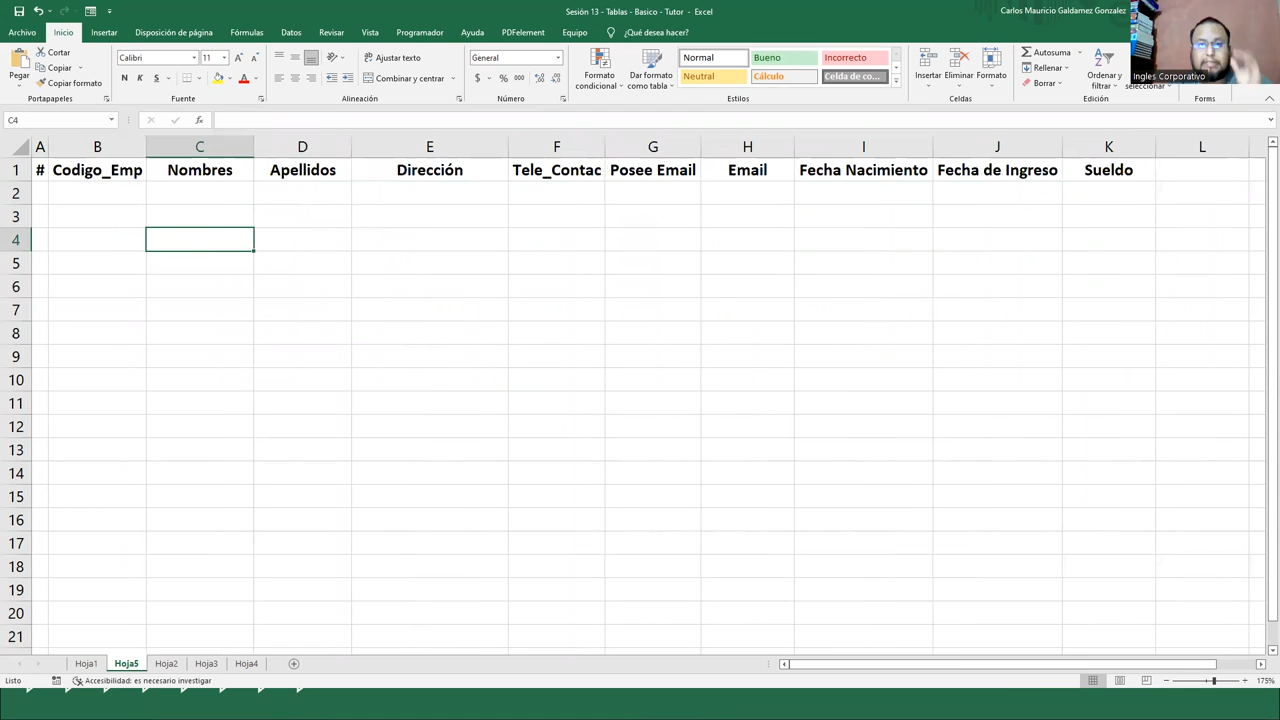 Sesión 13 - Tablas - Basico - Tutor - Excel
Carlos Mauricio Galdamez Gonzalez
Archivo Inicio Insertar Disposición de página Fórmulas Datos Revisar Vista Programador Ayuda PDFelement Equipo ¿Qué desea hacer?
Pegar
Cortar
Copiar
Copiar formato
Portapapeles
Calibri 11
N K S
Fuente
Ajustar texto
Combinar y centrar
Alineación
General
$ % 000
Número
Formato condicional
Dar formato como tabla
Normal Bueno Incorrecto
Neutral Cálculo Celda de co...
Estilos
Insertar Eliminar Formato
Celdas
Autosuma
Rellenar
Borrar
Ordenar y filtrar
Edición
seleccionar
Forms
Ingles Corporativo
C4
fx
A B C D E F G H I J K L
1 # Codigo_Emp Nombres Apellidos Dirección Tele_Contac Posee Email Email Fecha Nacimiento Fecha de Ingreso Sueldo
2
3
4
5
6
7
8
9
10
11
12
13
14
15
16
17
18
19
20
21
Hoja1 Hoja5 Hoja2 Hoja3 Hoja4
Listo
Accesibilidad: es necesario investigar
175%